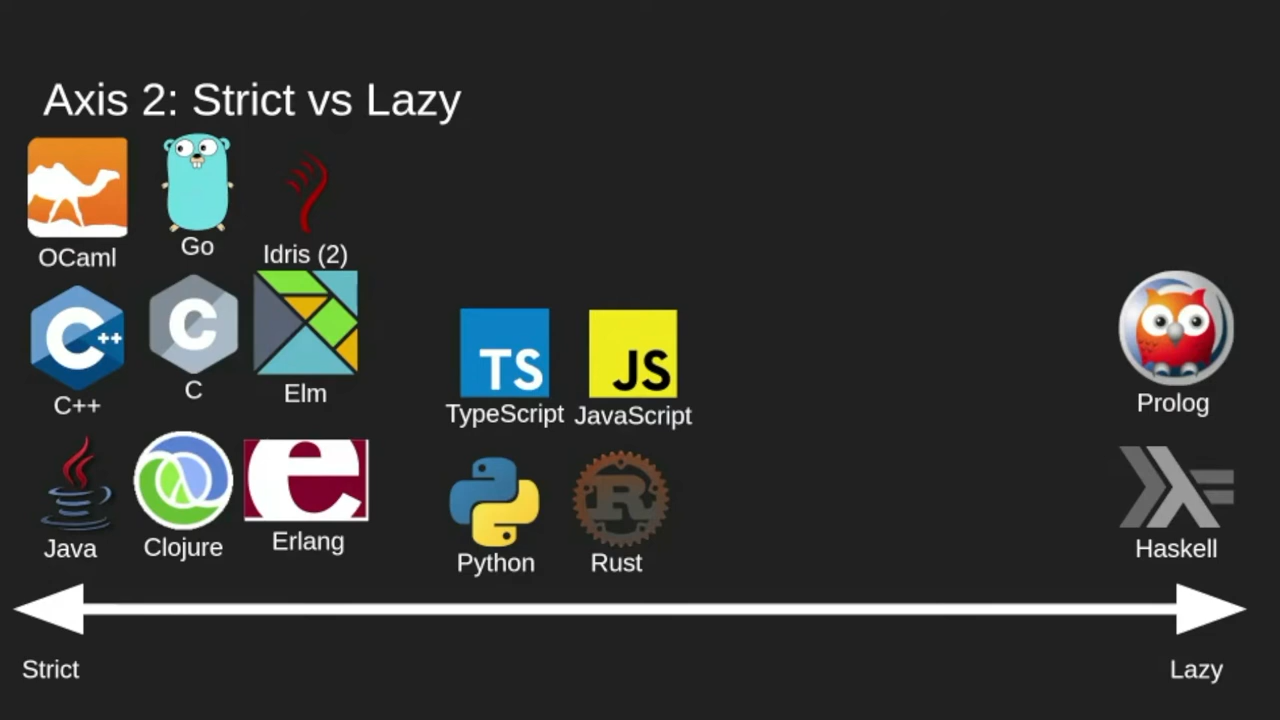 Axis 2: Strict vs Lazy
OCaml
Go
Idris (2)
C++
C++
C
C
Elm
TS
TypeScript
JS
JavaScript
Prolog
Java
Clojure
e
Erlang
Python
R
Rust
Haskell
Strict
Lazy